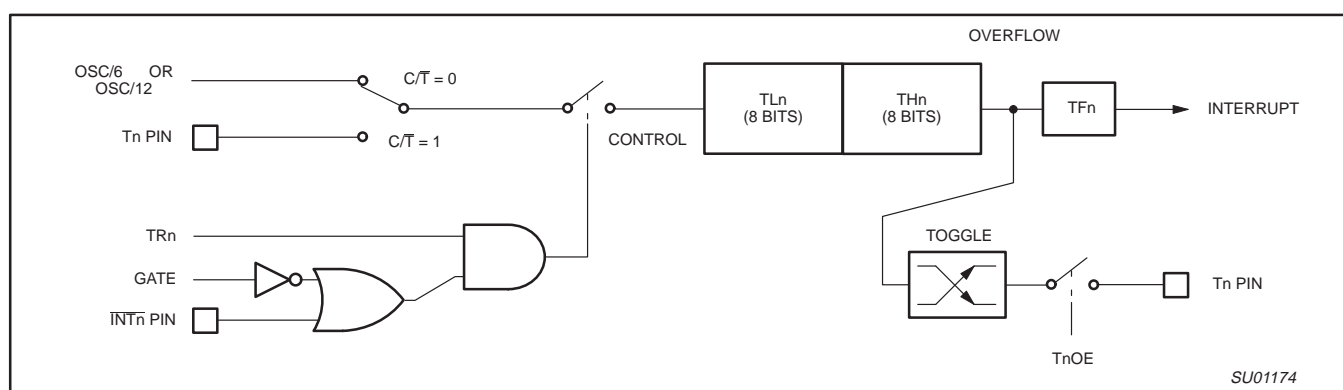 OVERFLOW
OSC/6 OR
OSC/12
C/T̅ = 0
TLn
(8 BITS)
THn
(8 BITS)
TFn
INTERRUPT
Tn PIN
C/T̅ = 1
CONTROL
TRn
TOGGLE
GATE
Tn PIN
I̅N̅T̅n̅ PIN
TnOE
SU01174